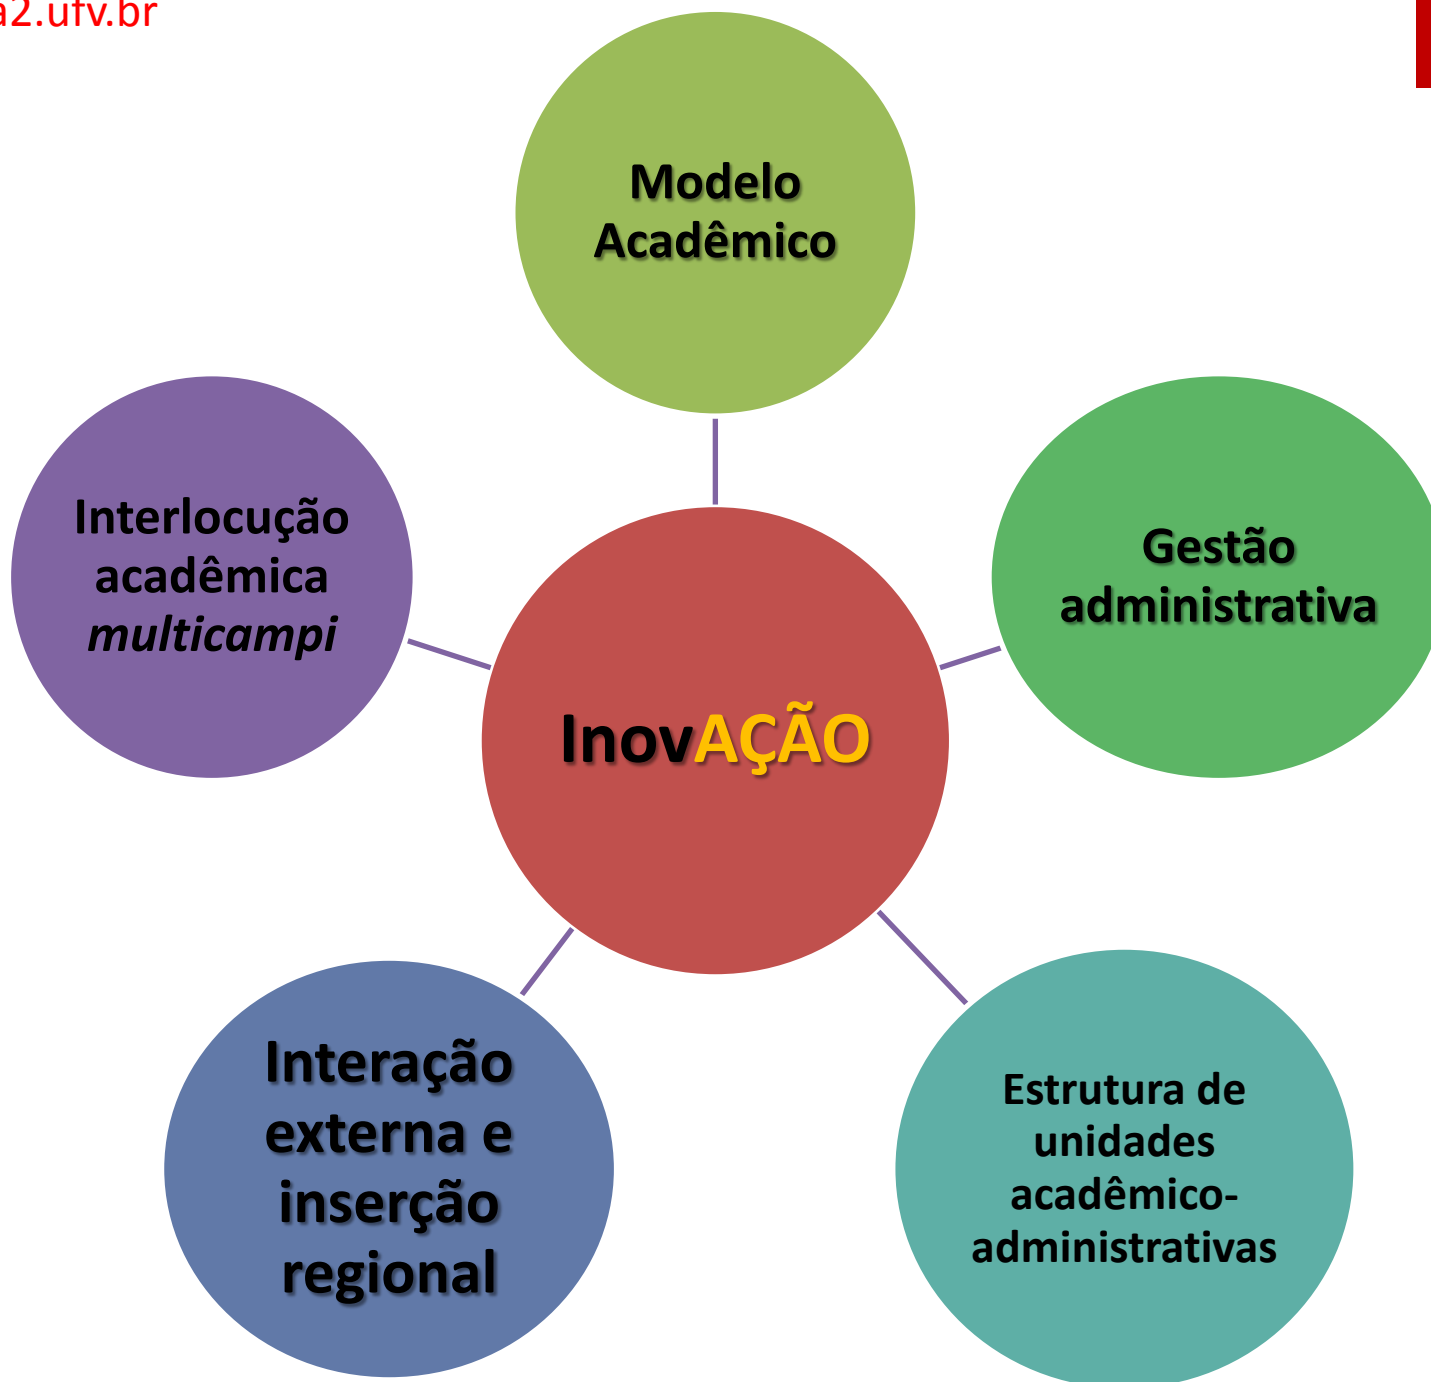 a2.ufv.br
Modelo
Acadêmico
Interlocução
acadêmica
multicampi
Gestão
administrativa
InovAÇÃO
Interação
externa e
inserção
regional
Estrutura de
unidades
acadêmico-
administrativas